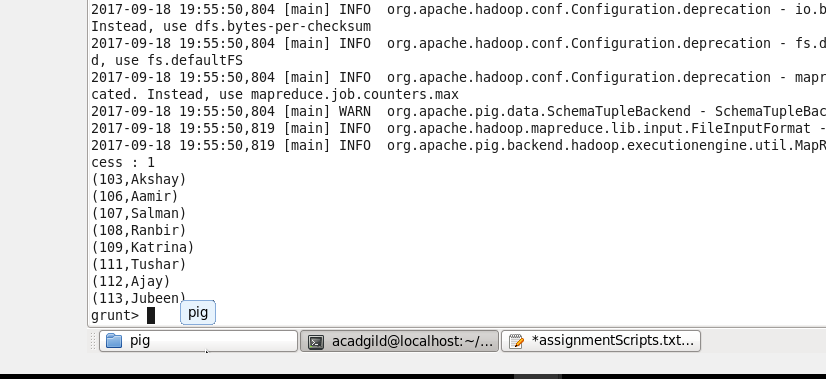 2017-09-18 19:55:50,804 [main] INFO  org.apache.hadoop.conf.Configuration.deprecation - io.b
Instead, use dfs.bytes-per-checksum
2017-09-18 19:55:50,804 [main] INFO  org.apache.hadoop.conf.Configuration.deprecation - fs.d
d, use fs.defaultFS
2017-09-18 19:55:50,804 [main] INFO  org.apache.hadoop.conf.Configuration.deprecation - mapr
cated. Instead, use mapreduce.job.counters.max
2017-09-18 19:55:50,804 [main] WARN  org.apache.pig.data.SchemaTupleBackend - SchemaTupleBac
2017-09-18 19:55:50,819 [main] INFO  org.apache.hadoop.mapreduce.lib.input.FileInputFormat -
2017-09-18 19:55:50,819 [main] INFO  org.apache.pig.backend.hadoop.executionengine.util.MapR
cess : 1
(103,Akshay)
(106,Aamir)
(107,Salman)
(108,Ranbir)
(109,Katrina)
(111,Tushar)
(112,Ajay)
(113,Jubeen)
grunt>
pig
pig
acadgild@localhost:~/...
*assignmentScripts.txt...